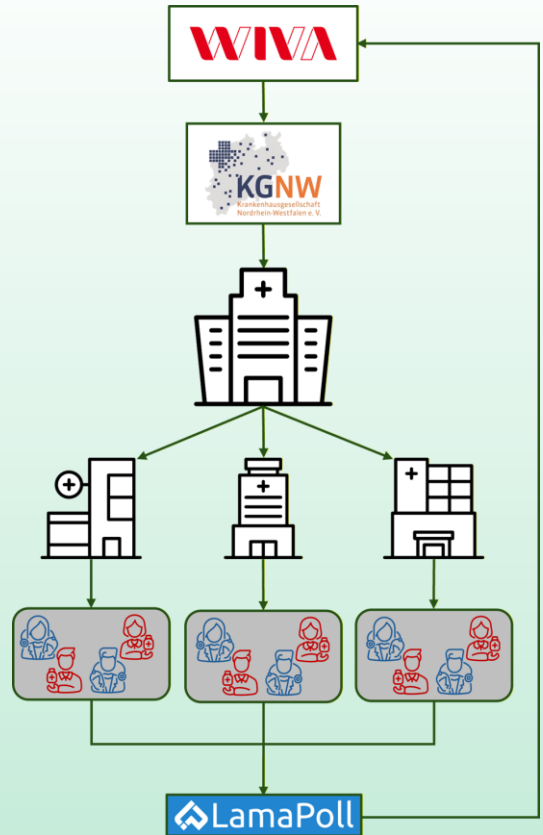 WIVA
KGNW
Krankenhausgesellschaft
Nordrhein-Westfalen e. V.
LamaPoll